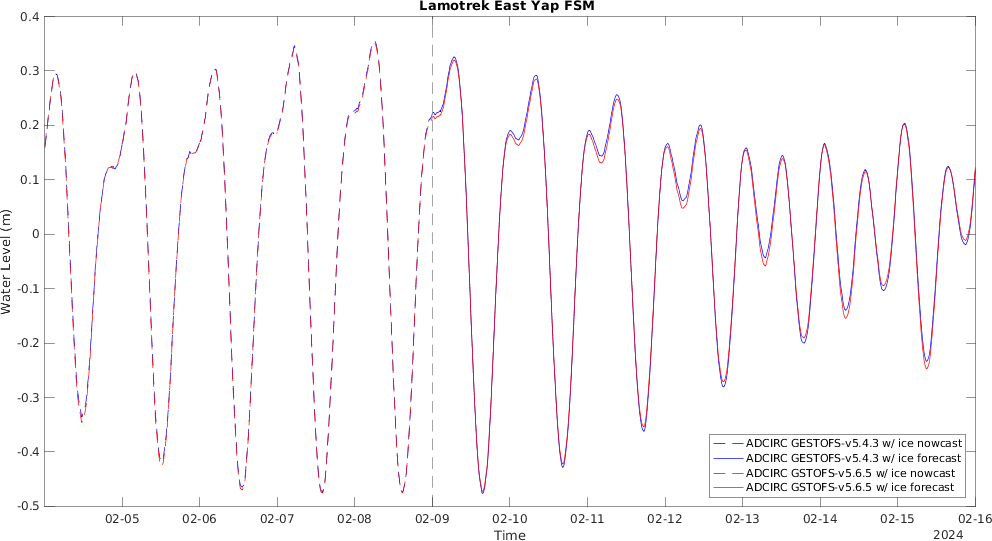 Lamotrek East Yap FSM
0.4
0.3
0.2
0.1
0
-0.1
-0.2
-0.3
-0.4
-0.5
Water Level (m)
ADCIRC GESTOFS-v5.4.3 w/ ice nowcast
ADCIRC GESTOFS-v5.4.3 w/ ice forecast
ADCIRC GSTOFS-v5.6.5 w/ ice nowcast
ADCIRC GSTOFS-v5.6.5 w/ ice forecast
02-05 02-06 02-07 02-08 02-09 02-10 02-11 02-12 02-13 02-14 02-15 02-16
Time
2024